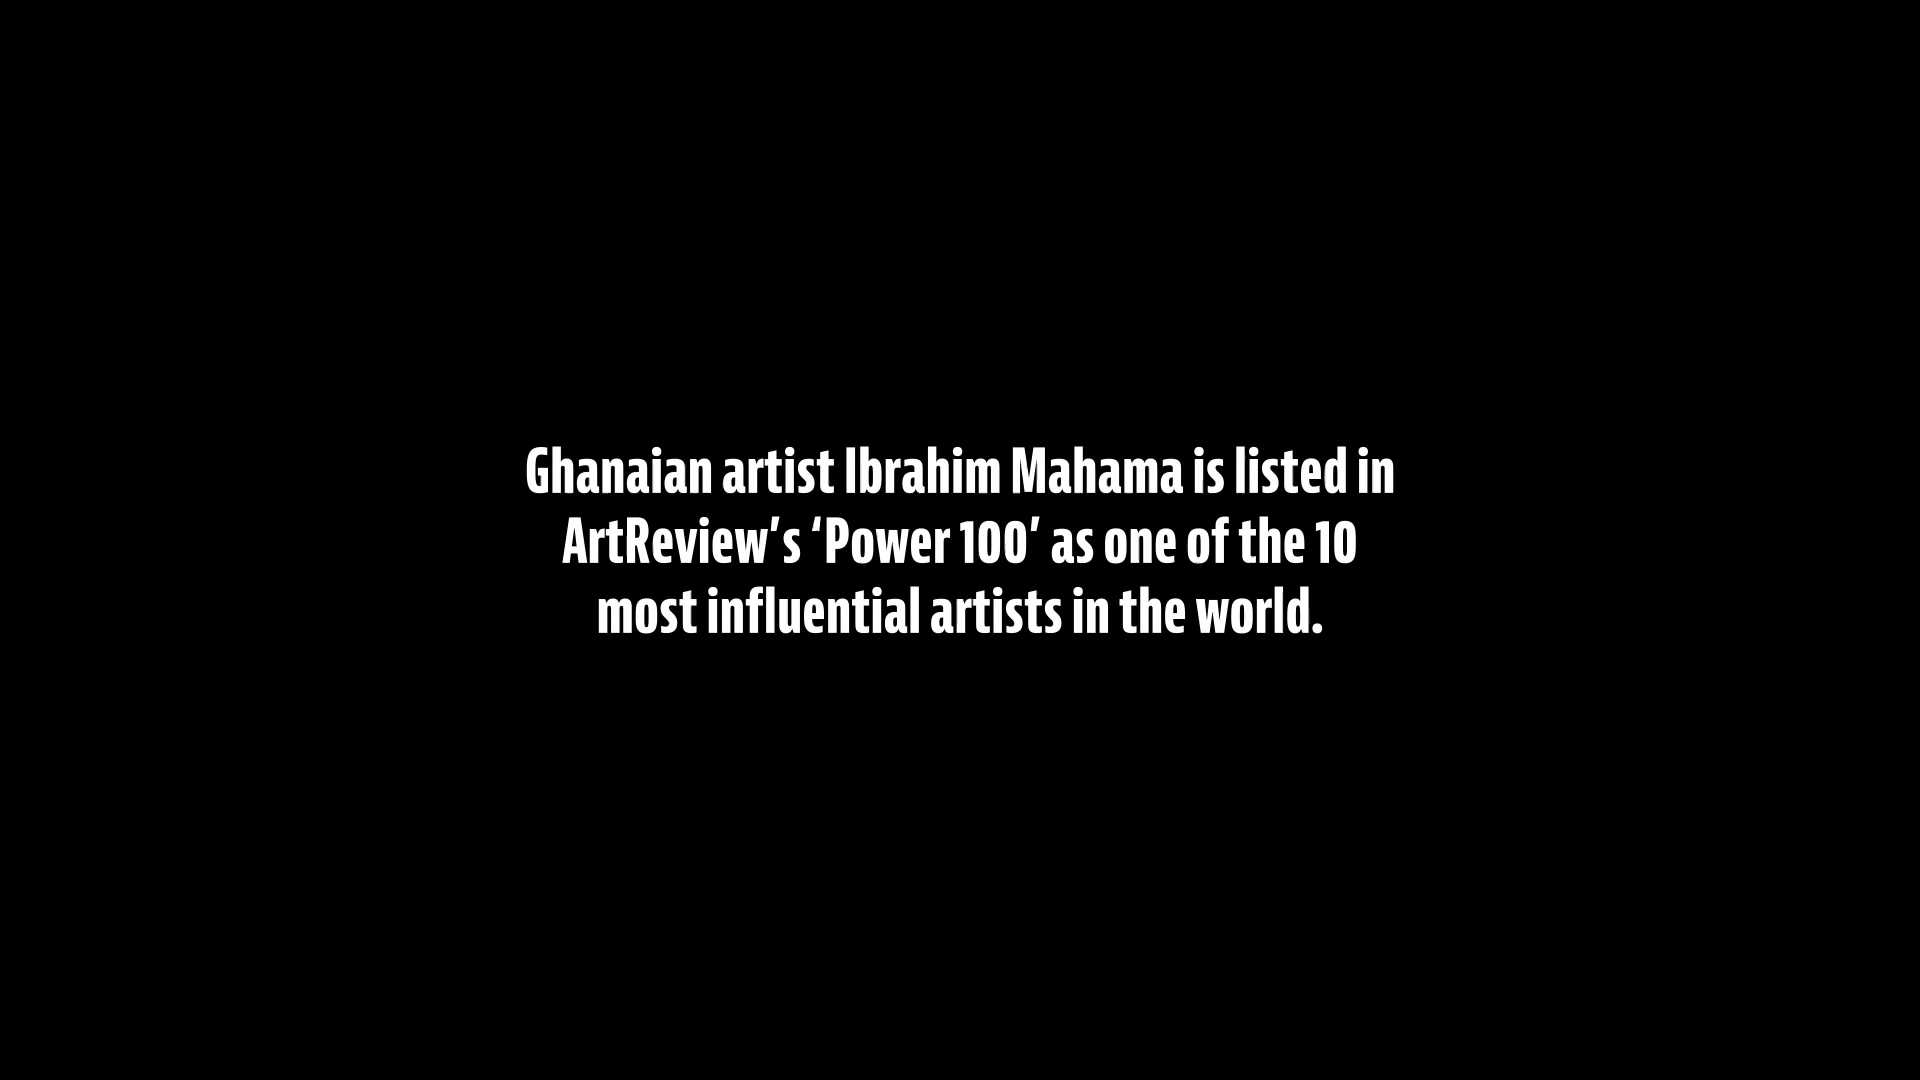 Ghanaian artist Ibrahim Mahama is listed in
ArtReview’s ‘Power 100’ as one of the 10
most influential artists in the world.